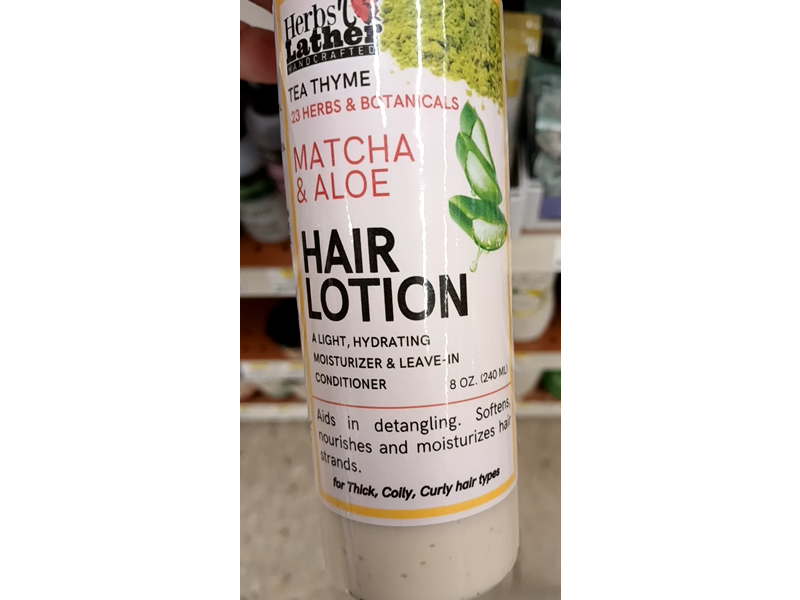 Herbs 'N
Lather
HANDCRAFTED
TEA THYME
23 HERBS & BOTANICALS
MATCHA
& ALOE
HAIR
LOTION
A LIGHT, HYDRATING
MOISTURIZER & LEAVE-IN
CONDITIONER
8 OZ. (240 ML)
Aids in detangling. Softens,
nourishes and moisturizes hair
strands.
for Thick, Coily, Curly hair types